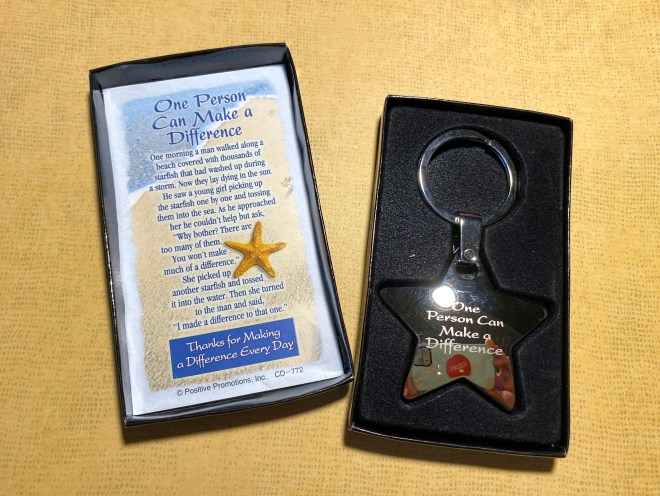 One Person
Can Make a
Difference
One morning a man walked along a
beach covered with thousands of
starfish that had washed up during
a storm. Now they lay dying in the sun.
He saw a young girl picking up
the starfish one by one and tossing
them into the sea. As he approached
her he couldn't help but ask,
"Why bother? There are
too many of them.
You won't make
much of a difference."
She picked up
another starfish and tossed
it into the water. Then she turned
to the man and said,
"I made a difference to that one."
Thanks for Making
a Difference Every Day
© Positive Promotions, Inc. CD-772
One
Person Can
Make a
Difference